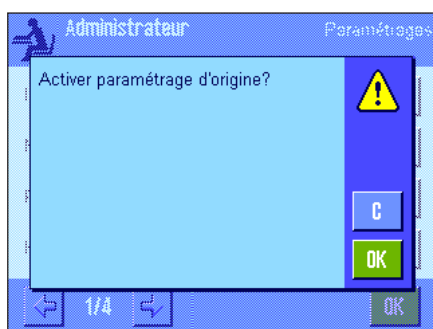 Administrateur
Paramétrages
Activer paramétrage d'origine?
C
OK
1/4
OK